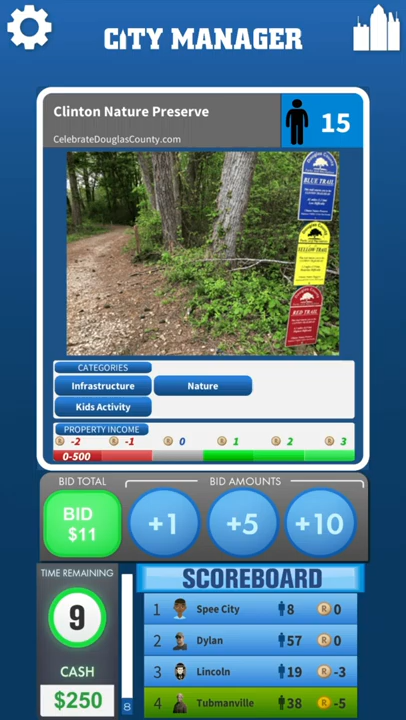 CITY MANAGER
Clinton Nature Preserve
CelebrateDouglasCounty.com
15
BLUE TRAIL
YELLOW TRAIL
RED TRAIL
CATEGORIES
Infrastructure
Nature
Kids Activity
PROPERTY INCOME
-2 -1 0 1 2 3
0-500
BID TOTAL
BID AMOUNTS
BID
$11
+1
+5
+10
TIME REMAINING
9
CASH
$250
8
SCOREBOARD
1 Spee City 8 R 0
2 Dylan 57 R 0
3 Lincoln 19 R -3
4 Tubmanville 38 R -5